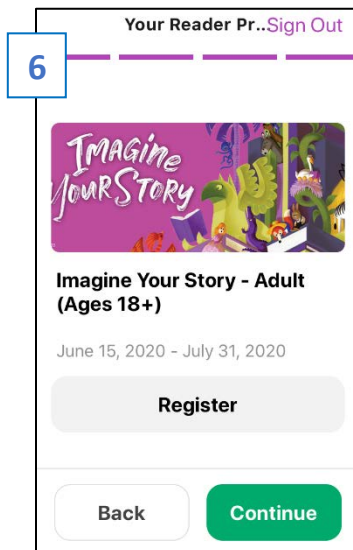 Your Reader Pr..Sign Out
6
IMAGINE
YOUR STORY
Imagine Your Story - Adult
(Ages 18+)
June 15, 2020 - July 31, 2020
Register
Back
Continue